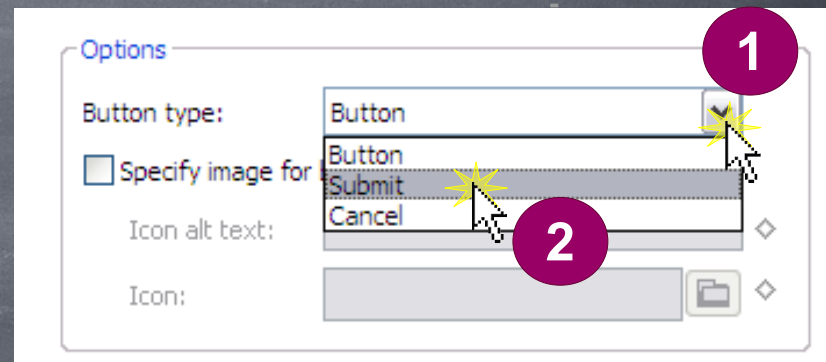 Options
1
Button type:
Button
Button
Specify image for
Submit
Cancel
Icon alt text:
2
Icon: